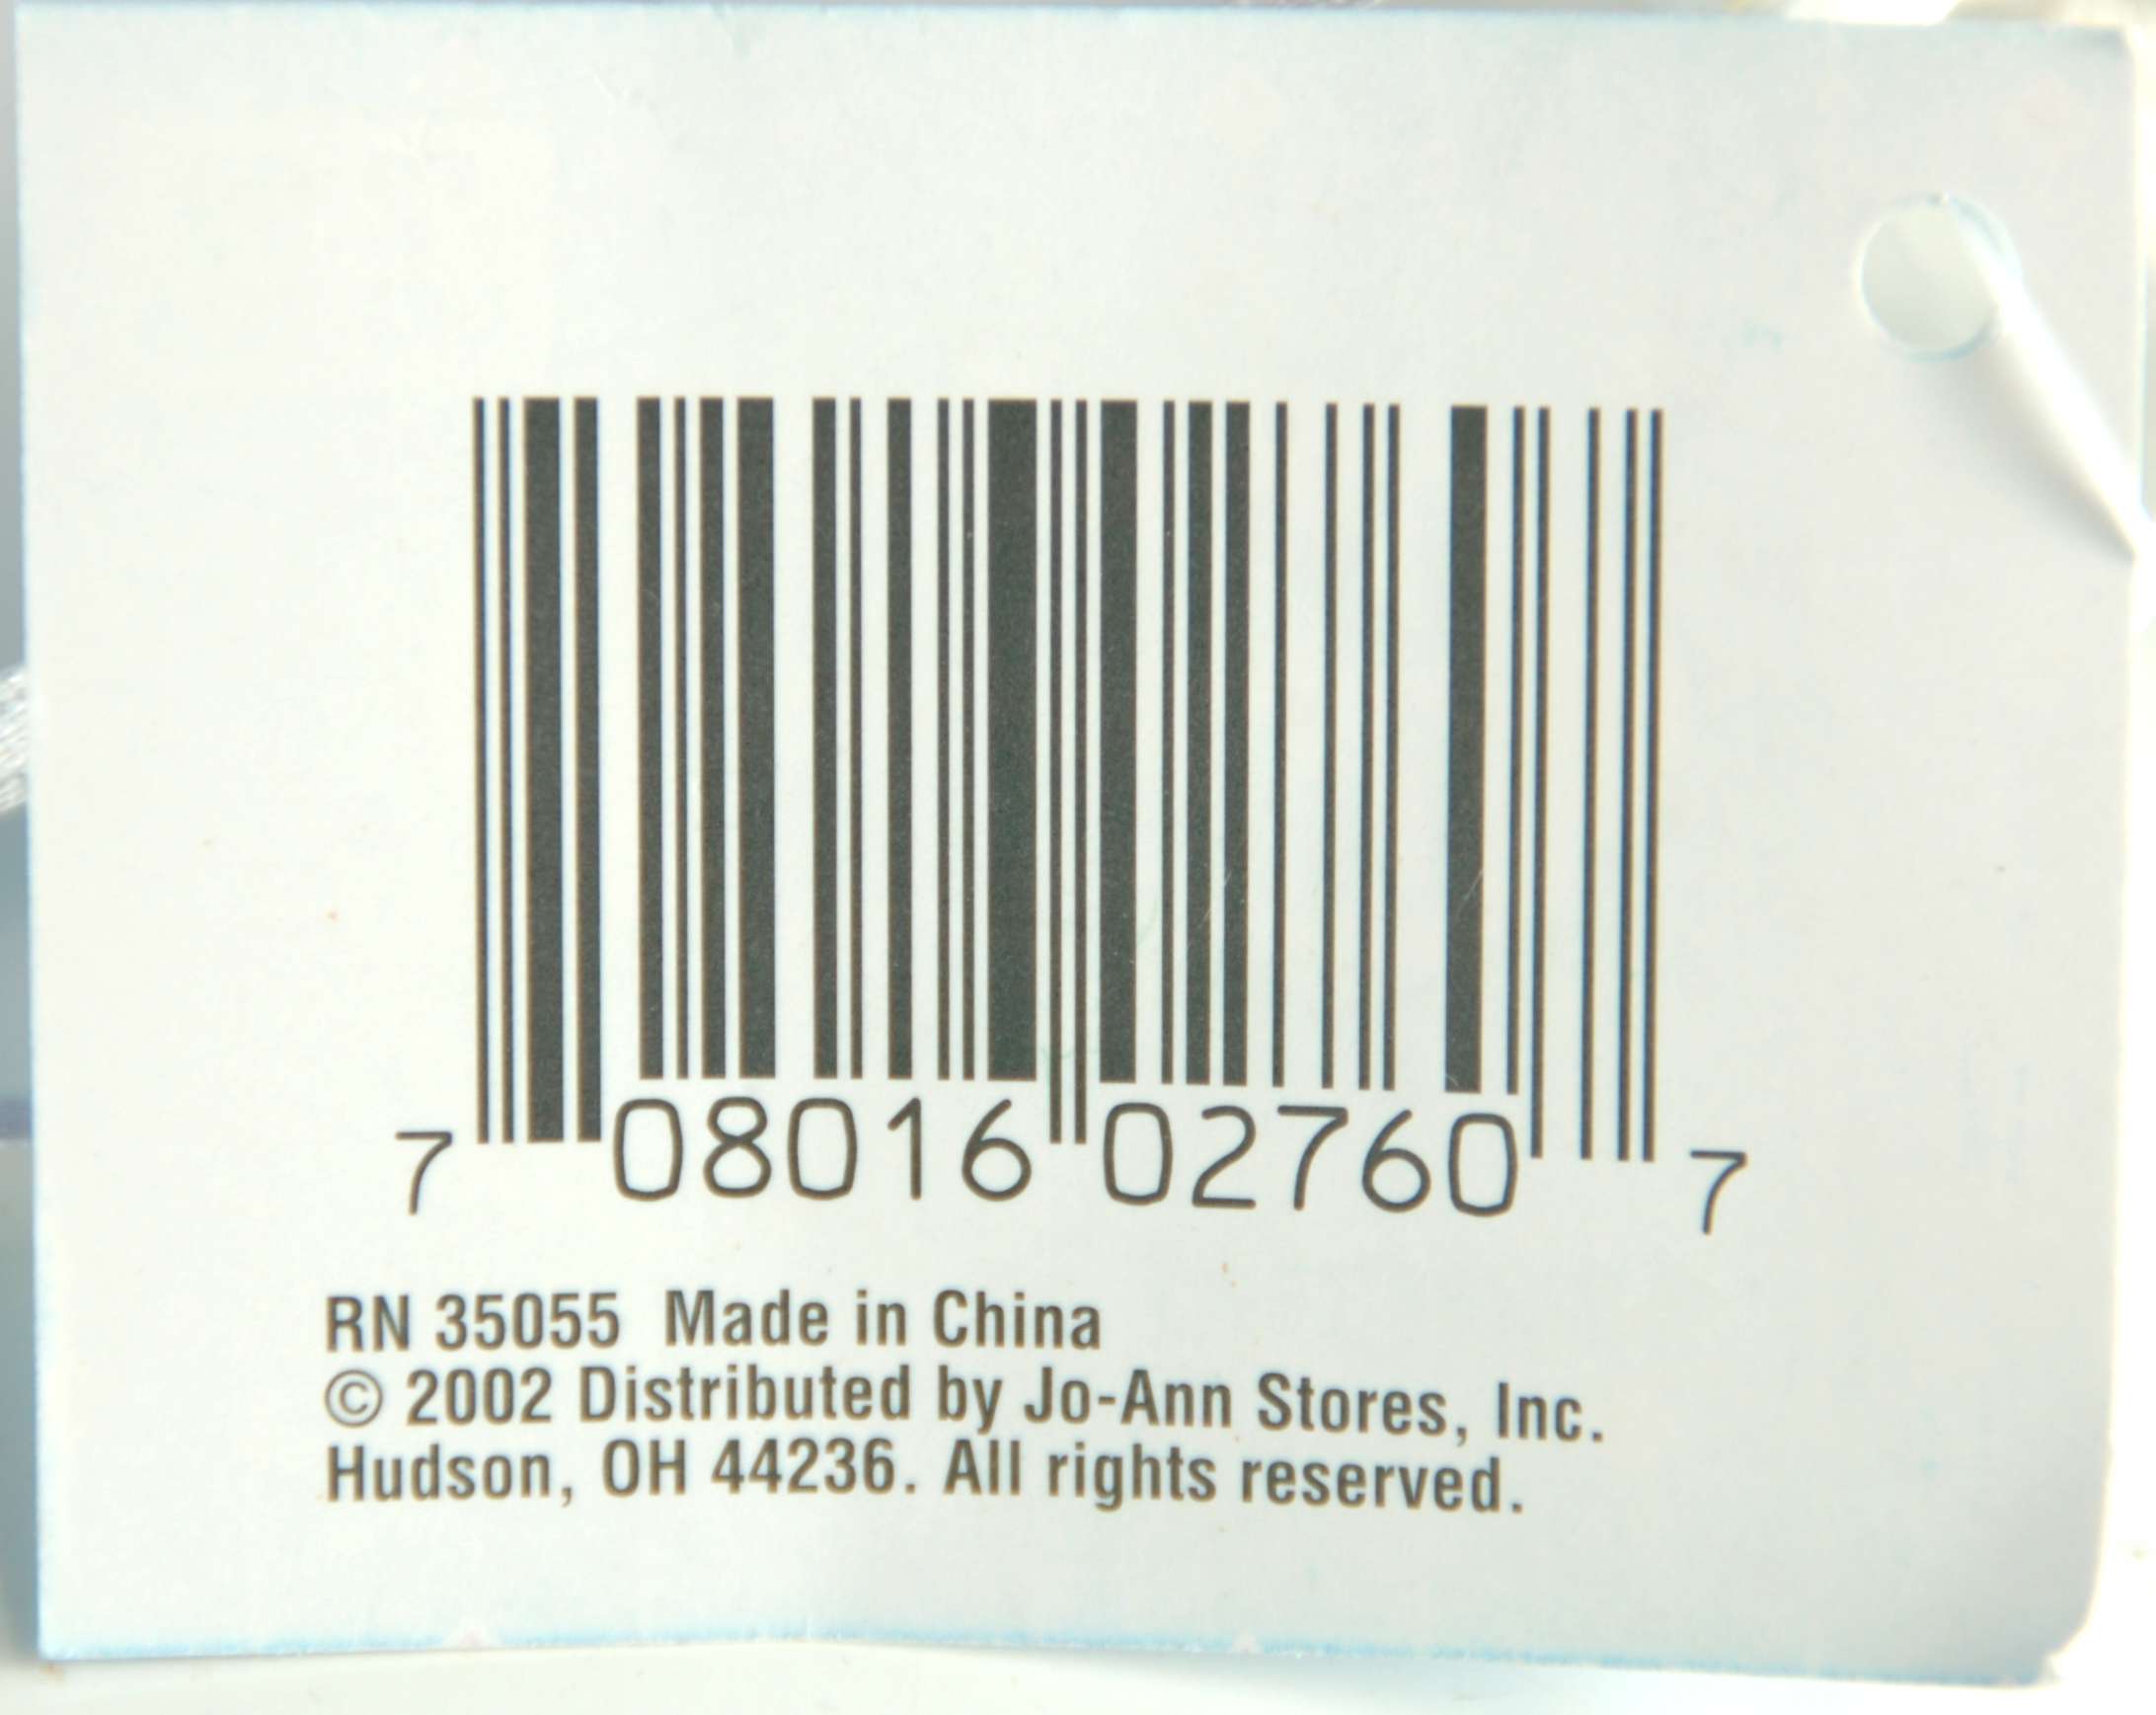 7 08016 02760 7
RN 35055 Made in China
© 2002 Distributed by Jo-Ann Stores, Inc.
Hudson, OH 44236. All rights reserved.